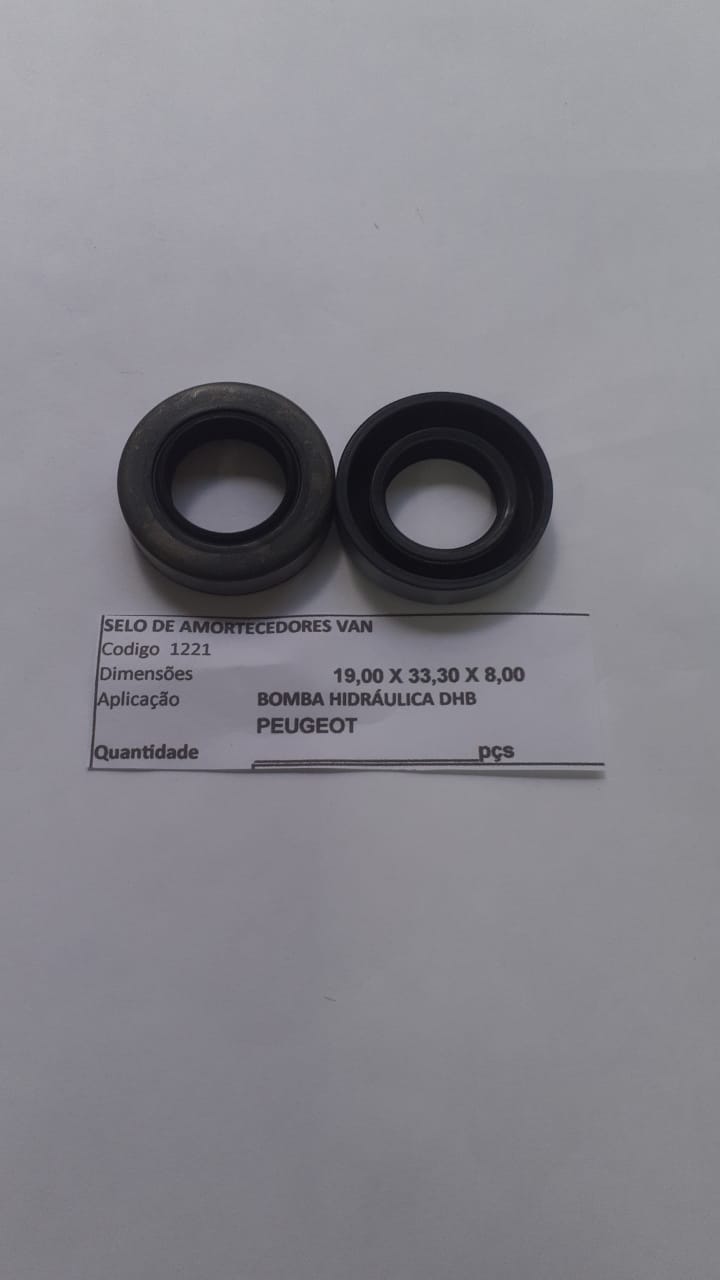 SELO DE AMORTECEDORES VAN
Codigo 1221
Dimensões 19,00 X 33,30 X 8,00
Aplicação BOMBA HIDRÁULICA DHB
PEUGEOT
Quantidade pçs